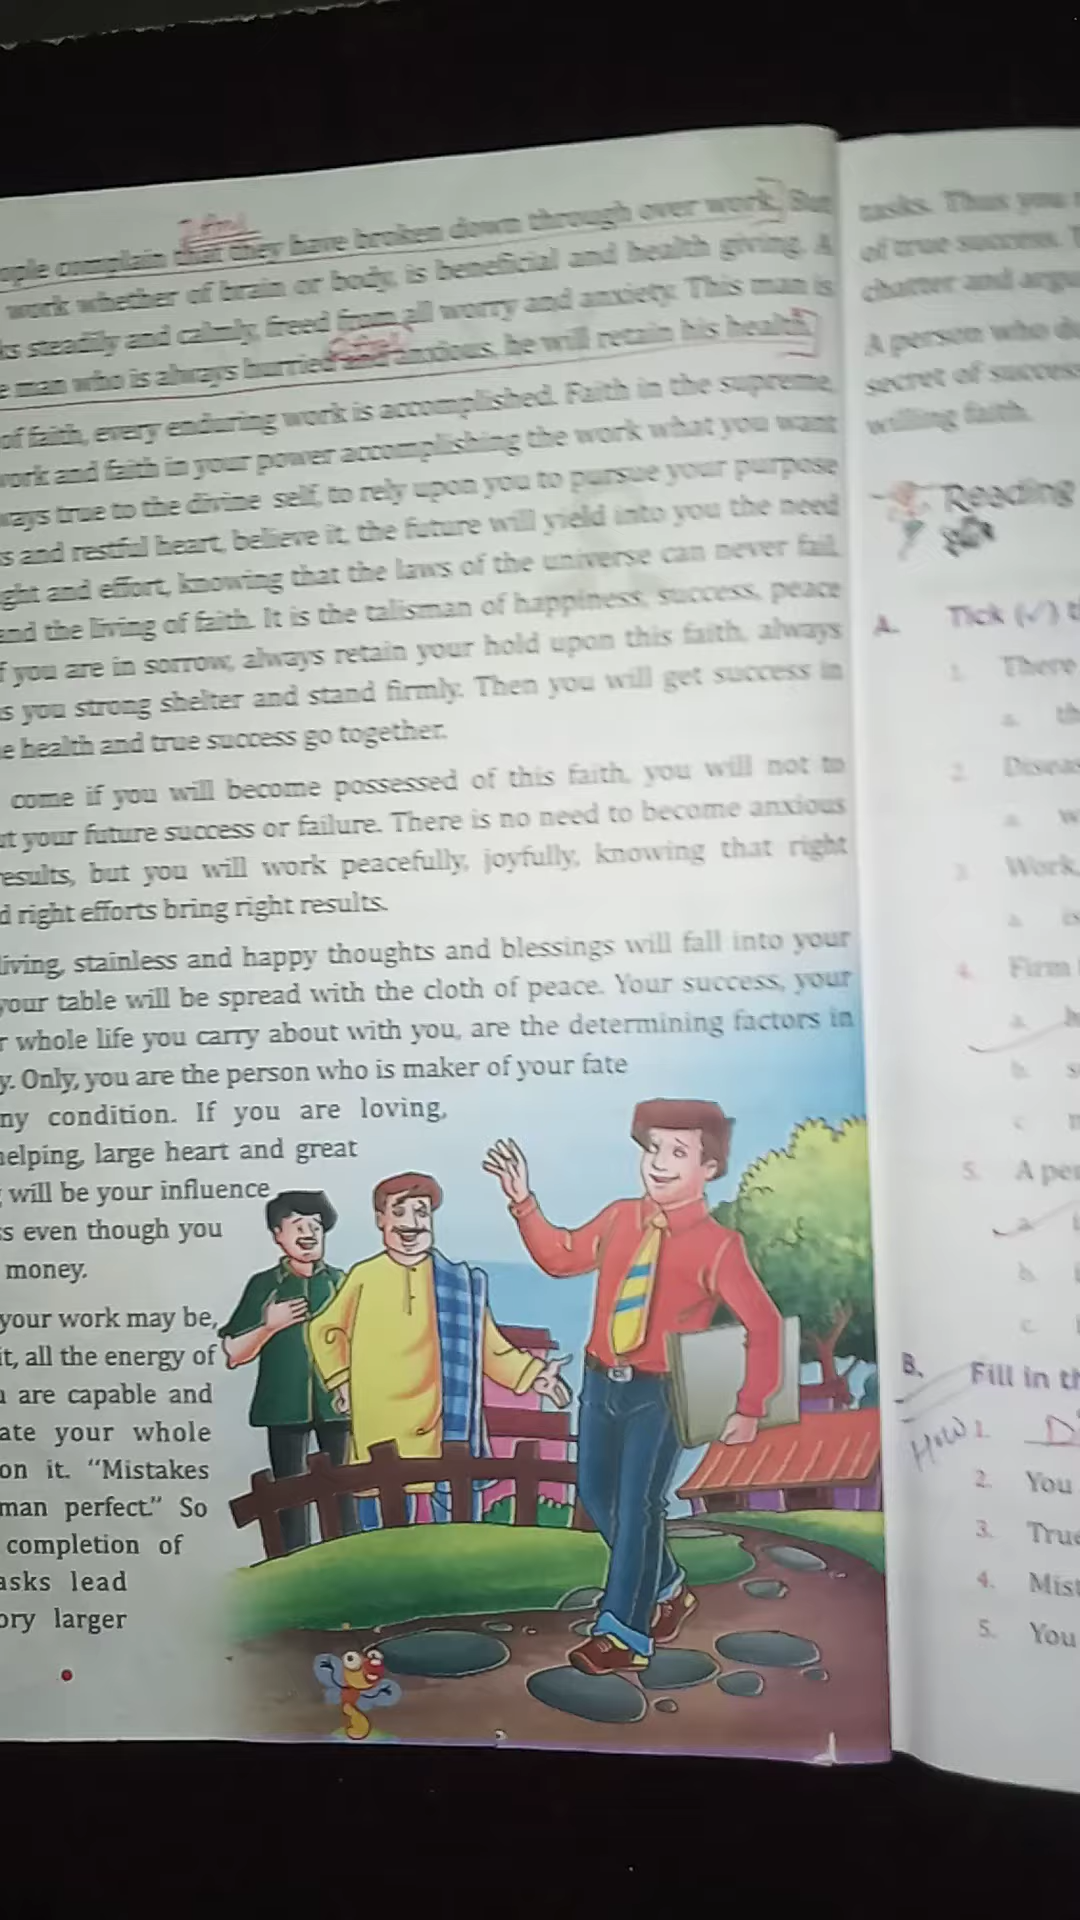 ople complain that they have broken down through over work. But
work whether of brain or body, is beneficial and health giving. A
ks steadily and calmly, freed from all worry and anxiety. This man is
e man who is always hurried and anxious, he will retain his health.
of faith, every enduring work is accomplished. Faith in the supreme,
work and faith in your power accomplishing the work what you want
ways true to the divine self, to rely upon you to pursue your purpose
s and restful heart, believe it, the future will yield into you the need
ght and effort, knowing that the laws of the universe can never fail.
and the living of faith. It is the talisman of happiness, success, peace
f you are in sorrow, always retain your hold upon this faith, always
s you strong shelter and stand firmly. Then you will get success in
e health and true success go together.
come if you will become possessed of this faith, you will not to
ut your future success or failure. There is no need to become anxious
results, but you will work peacefully, joyfully, knowing that right
d right efforts bring right results.
living, stainless and happy thoughts and blessings will fall into your
your table will be spread with the cloth of peace. Your success, your
r whole life you carry about with you, are the determining factors in
y. Only, you are the person who is maker of your fate
ny condition. If you are loving,
helping, large heart and great
will be your influence
s even though you
money.
your work may be,
it, all the energy of
are capable and
ate your whole
on it. “Mistakes
man perfect.” So
completion of
asks lead
ory larger
tasks. Thus you
of true success.
chatter and argu
A person who do
secret of success
willing faith.
Reading
A. Tick (✓) t
1. There
a. th
2. Diseas
a. w
3. Work,
a. is
4. Firm
a. h
b. s
c.
5. A per
a.
b.
c.
B. Fill in th
How 1. D
2. You
3. True
4. Mist
5. You